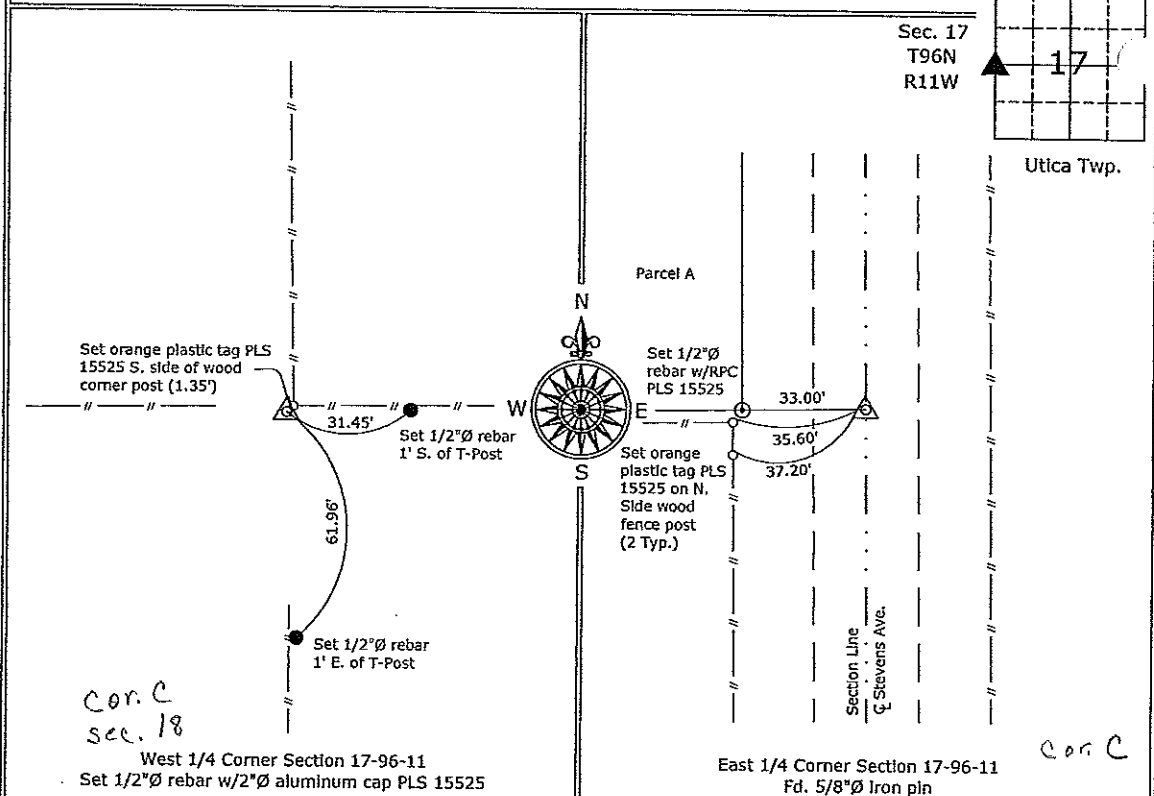 Sec. 17
T96N
R11W
17
Utica Twp.
Set orange plastic tag PLS
15525 S. side of wood
corner post (1.35')
31.45'
Set 1/2"Ø rebar
1' S. of T-Post
61.96'
Set 1/2"Ø rebar
1' E. of T-Post
cor. C
sec. 18
West 1/4 Corner Section 17-96-11
Set 1/2"Ø rebar w/2"Ø aluminum cap PLS 15525
N
W
E
S
Parcel A
Set 1/2"Ø
rebar w/RPC
PLS 15525
33.00'
35.60'
37.20'
Set orange
plastic tag PLS
15525 on N.
Side wood
fence post
(2 Typ.)
Section Line
℄ Stevens Ave.
cor. C
East 1/4 Corner Section 17-96-11
Fd. 5/8"Ø Iron pin